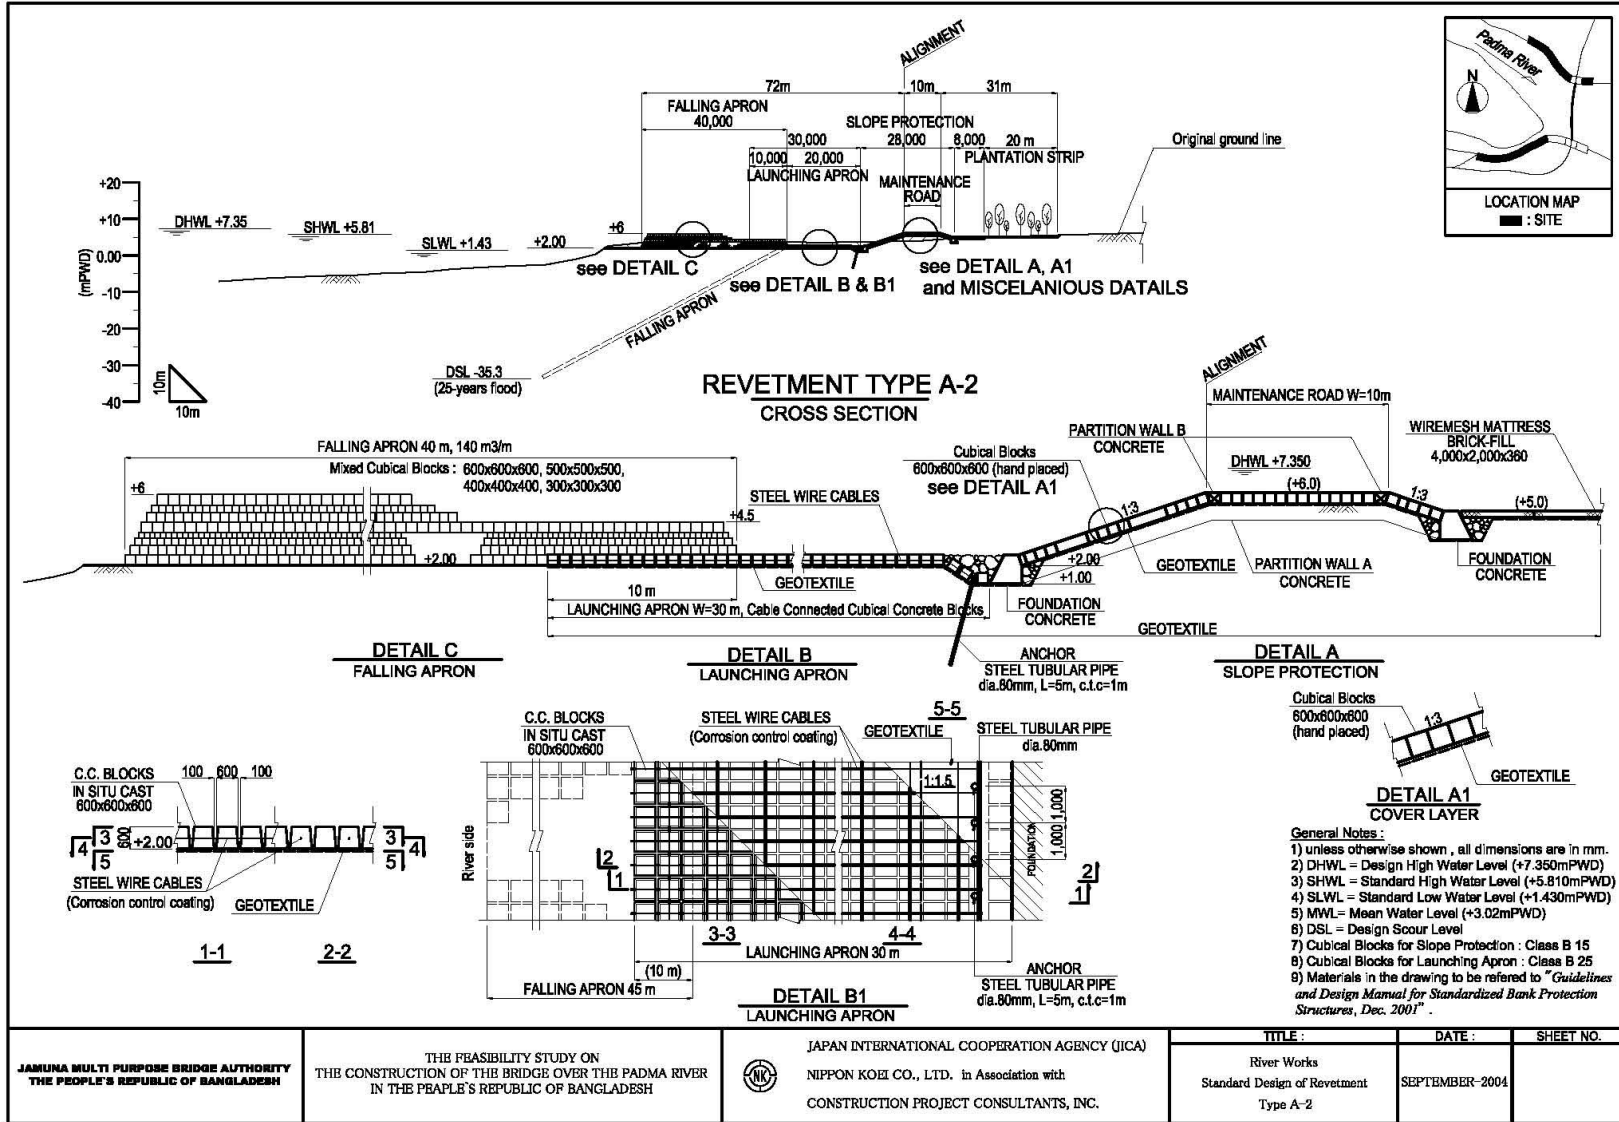 ALIGNMENT
72m
10m
31m
FALLING APRON
40,000
SLOPE PROTECTION
30,000
28,000
8,000
20 m
10,000
20,000
PLANTATION STRIP
LAUNCHING APRON
MAINTENANCE
ROAD
Original ground line
Padma River
N
LOCATION MAP
: SITE
+20
+10
0.00
-10
-20
-30
-40
(mPWD)
DHWL +7.35
SHWL +5.81
SLWL +1.43
+2.00
+6
see DETAIL C
see DETAIL B & B1
see DETAIL A, A1
and MISCELANIOUS DATAILS
FALLING APRON
DSL -35.3
(25-years flood)
10m
10m
REVETMENT TYPE A-2
CROSS SECTION
ALIGNMENT
MAINTENANCE ROAD W=10m
FALLING APRON 40 m, 140 m3/m
Mixed Cubical Blocks : 600x600x600, 500x500x500,
400x400x400, 300x300x300
+6
+4.5
+2.00
STEEL WIRE CABLES
Cubical Blocks
600x600x600 (hand placed)
see DETAIL A1
PARTITION WALL B
CONCRETE
DHWL +7.350
(+6.0)
1:3
1:3
WIREMESH MATTRESS
BRICK-FILL
4,000x2,000x360
(+5.0)
+2.00
+1.00
GEOTEXTILE
GEOTEXTILE
PARTITION WALL A
CONCRETE
FOUNDATION
CONCRETE
10 m
LAUNCHING APRON W=30 m, Cable Connected Cubical Concrete Blocks
FOUNDATION
CONCRETE
GEOTEXTILE
DETAIL C
FALLING APRON
DETAIL B
LAUNCHING APRON
ANCHOR
STEEL TUBULAR PIPE
dia.80mm, L=5m, c.t.c=1m
DETAIL A
SLOPE PROTECTION
5-5
C.C. BLOCKS
IN SITU CAST
600x600x600
STEEL WIRE CABLES
(Corrosion control coating)
GEOTEXTILE
STEEL TUBULAR PIPE
dia.80mm
1:1.5
1,000
1,000
FOUNDATION
River side
2
1
2
1
3-3
4-4
LAUNCHING APRON 30 m
(10 m)
FALLING APRON 45 m
DETAIL B1
LAUNCHING APRON
ANCHOR
STEEL TUBULAR PIPE
dia.80mm, L=5m, c.t.c=1m
C.C. BLOCKS
IN SITU CAST
600x600x600
100
600
100
600
+2.00
4
3
5
3
4
5
STEEL WIRE CABLES
(Corrosion control coating)
GEOTEXTILE
1-1
2-2
Cubical Blocks
600x600x600
(hand placed)
1:3
GEOTEXTILE
DETAIL A1
COVER LAYER
General Notes :
1) unless otherwise shown , all dimensions are in mm.
2) DHWL = Design High Water Level (+7.350mPWD)
3) SHWL = Standard High Water Level (+5.810mPWD)
4) SLWL = Standard Low Water Level (+1.430mPWD)
5) MWL= Mean Water Level (+3.02mPWD)
6) DSL = Design Scour Level
7) Cubical Blocks for Slope Protection : Class B 15
8) Cubical Blocks for Launching Apron : Class B 25
9) Materials in the drawing to be refered to "Guidelines
and Design Manual for Standardized Bank Protection
Structures, Dec. 2001" .
JAMUNA MULTI PURPOSE BRIDGE AUTHORITY
THE PEOPLE`S REPUBLIC OF BANGLADESH
THE FEASIBILITY STUDY ON
THE CONSTRUCTION OF THE BRIDGE OVER THE PADMA RIVER
IN THE PEAPLE`S REPUBLIC OF BANGLADESH
NK
JAPAN INTERNATIONAL COOPERATION AGENCY (JICA)
NIPPON KOEI CO., LTD. in Association with
CONSTRUCTION PROJECT CONSULTANTS, INC.
TITLE :
River Works
Standard Design of Revetment
Type A-2
DATE :
SEPTEMBER-2004
SHEET NO.